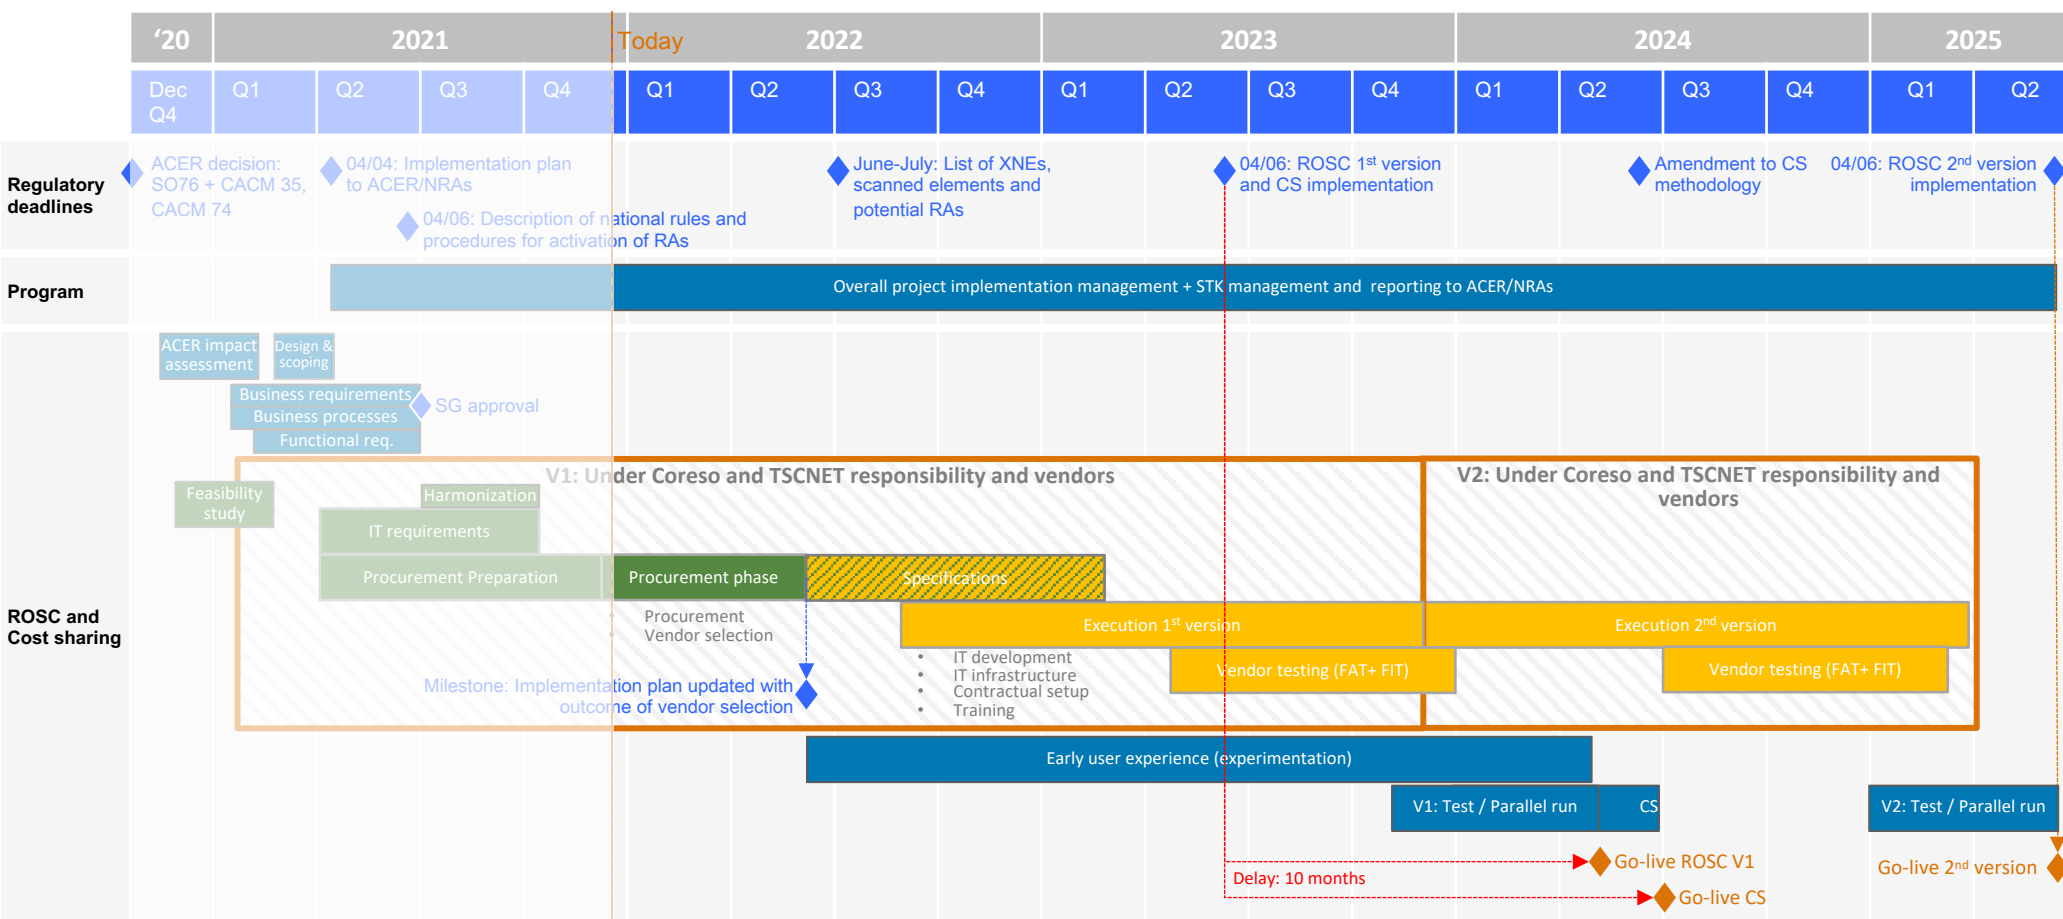 '20
2021
Today
2022
2023
2024
2025
Dec
Q4
Q1
Q2
Q3
Q4
Q1
Q2
Q3
Q4
Q1
Q2
Q3
Q4
Q1
Q2
Q3
Q4
Q1
Q2
Regulatory
deadlines
ACER decision:
SO76 + CACM 35,
CACM 74
04/04: Implementation plan
to ACER/NRAs
04/06: Description of national rules and
procedures for activation of RAs
June-July: List of XNEs,
scanned elements and
potential RAs
04/06: ROSC 1st version
and CS implementation
Amendment to CS
methodology
04/06: ROSC 2nd version
implementation
Program
Overall project implementation management + STK management and reporting to ACER/NRAs
ROSC and
Cost sharing
ACER impact
assessment
Design &
scoping
Business requirements
Business processes
Functional req.
SG approval
V1: Under Coreso and TSCNET responsibility and vendors
V2: Under Coreso and TSCNET responsibility and
vendors
Feasibility
study
Harmonization
IT requirements
Procurement Preparation
Procurement phase
Specifications
• Procurement
• Vendor selection
Execution 1st version
Execution 2nd version
• IT development
• IT infrastructure
• Contractual setup
• Training
Vendor testing (FAT+ FIT)
Vendor testing (FAT+ FIT)
Milestone: Implementation plan updated with
outcome of vendor selection
Early user experience (experimentation)
V1: Test / Parallel run
CS
V2: Test / Parallel run
Go-live ROSC V1
Delay: 10 months
Go-live CS
Go-live 2nd version